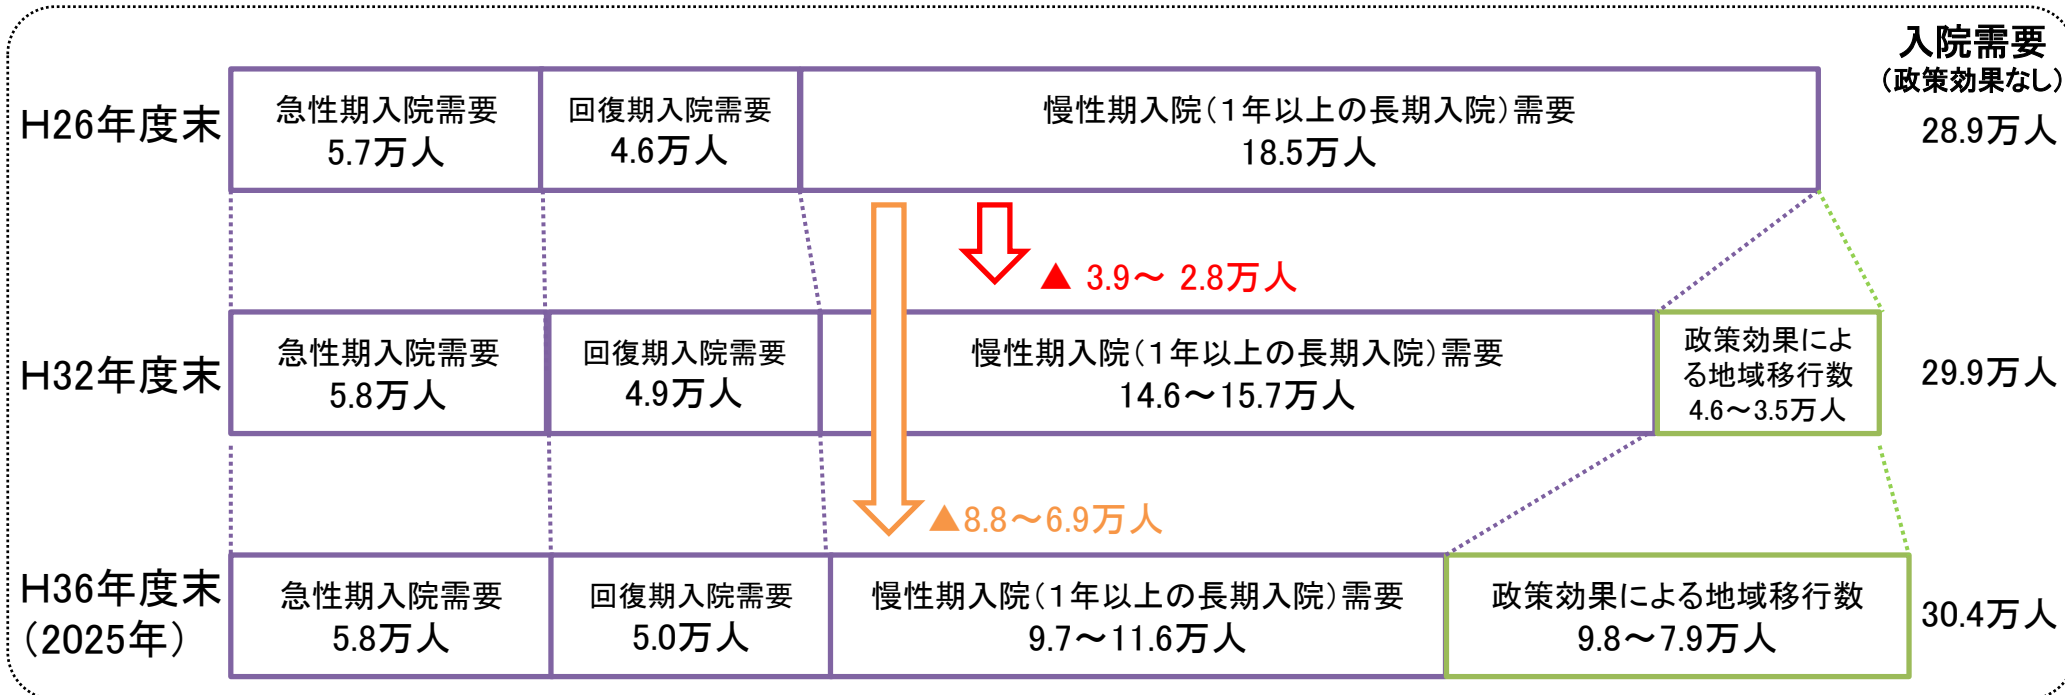 入院需要
（政策効果なし）
H26年度末
急性期入院需要
5.7万人
回復期入院需要
4.6万人
慢性期入院（１年以上の長期入院）需要
18.5万人
28.9万人
▲ 3.9～ 2.8万人
H32年度末
急性期入院需要
5.8万人
回復期入院需要
4.9万人
慢性期入院（１年以上の長期入院）需要
14.6～15.7万人
政策効果によ
る地域移行数
4.6～3.5万人
29.9万人
▲8.8～6.9万人
H36年度末
（2025年）
急性期入院需要
5.8万人
回復期入院需要
5.0万人
慢性期入院（１年以上の長期入院）需要
9.7～11.6万人
政策効果による地域移行数
9.8～7.9万人
30.4万人